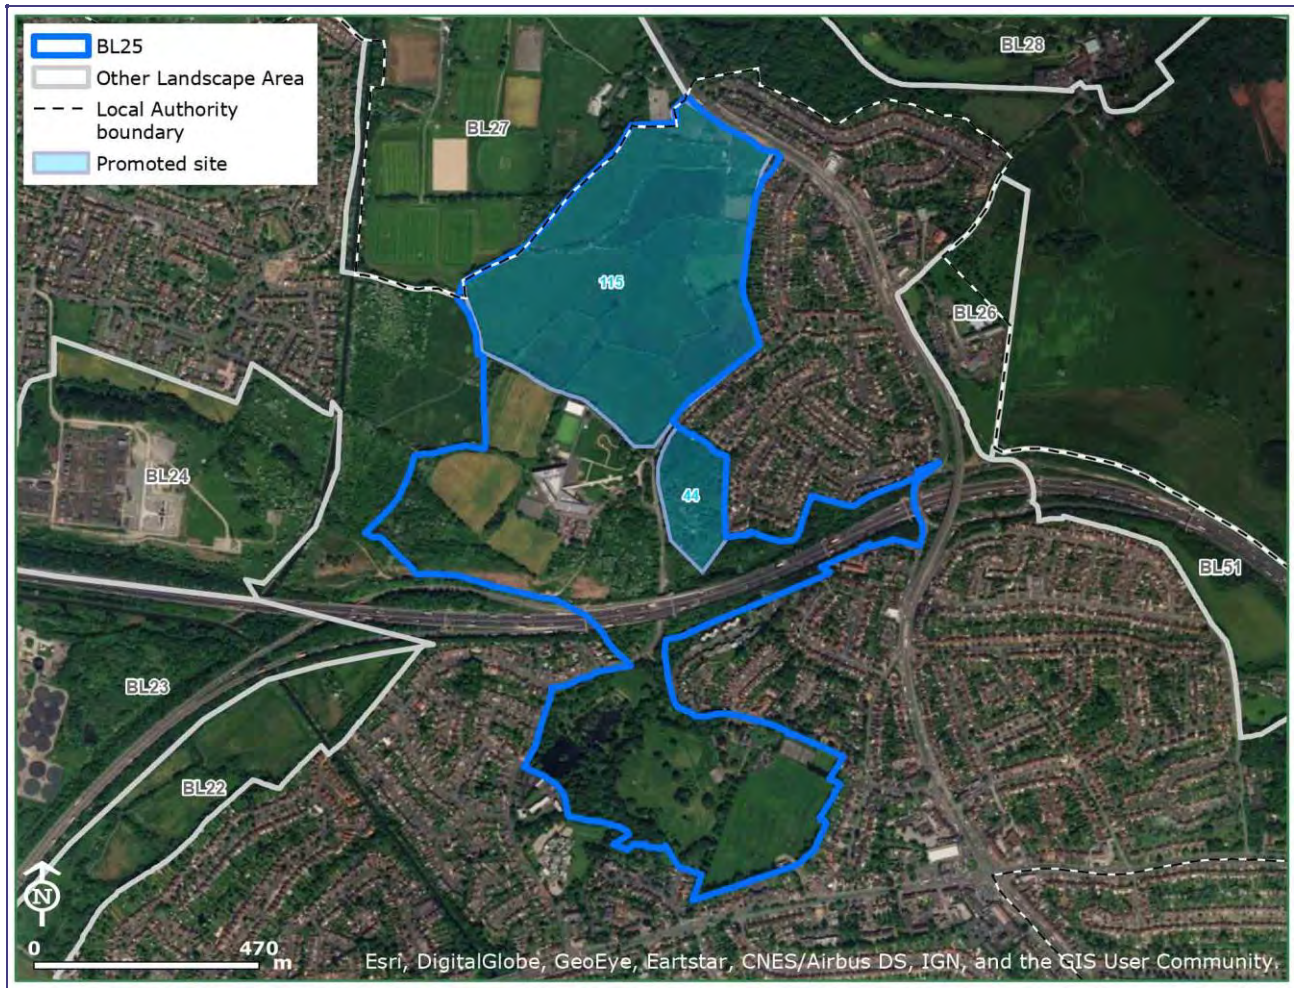 BL25
Other Landscape Area
Local Authority
boundary
Promoted site
BL28
BL27
115
BL26
BL24
44
BL51
BL23
BL22
N
0 470
m
Esri, DigitalGlobe, GeoEye, Eartstar, CNES/Airbus DS, IGN, and the GIS User Community.